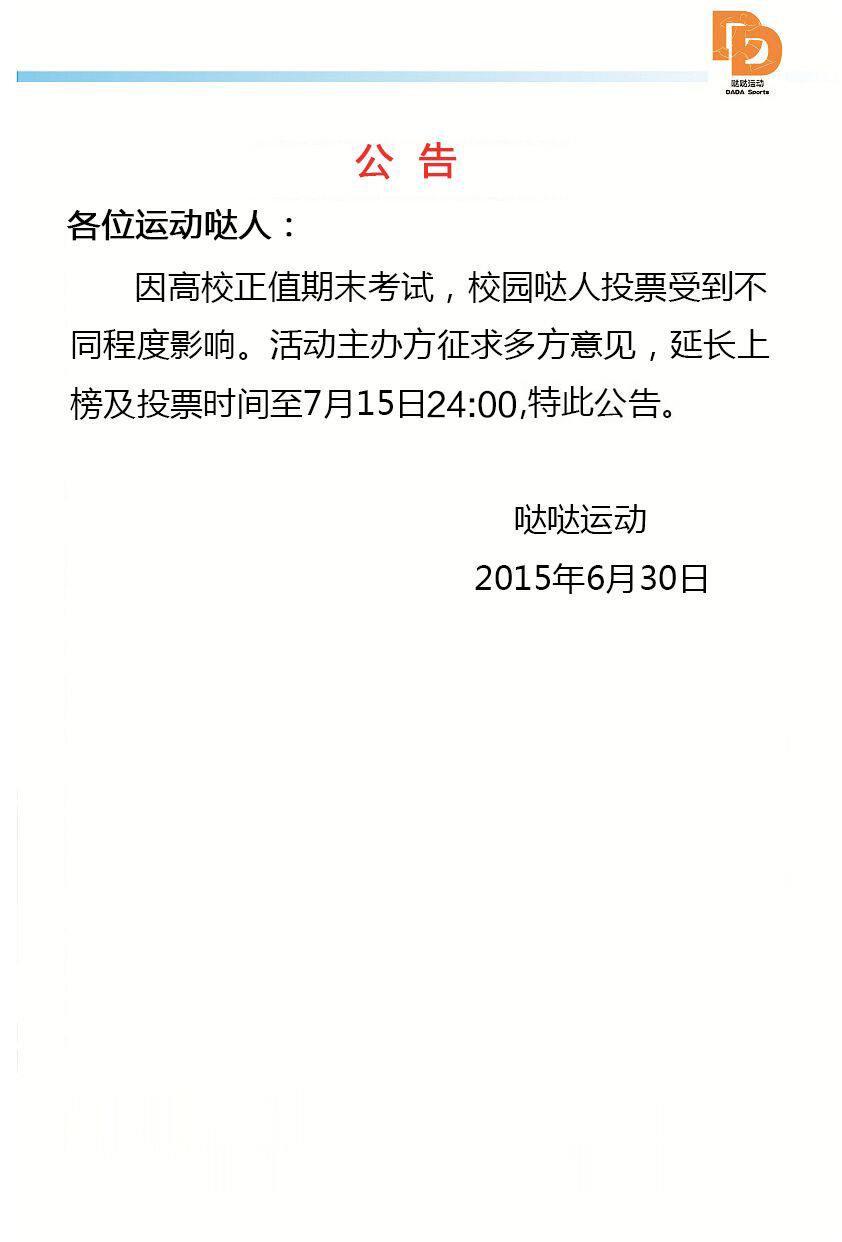 哒哒运动
DADA Sports
公 告
各位运动哒人：
因高校正值期末考试，校园哒人投票受到不
同程度影响。活动主办方征求多方意见，延长上
榜及投票时间至7月15日24:00,特此公告。
哒哒运动
2015年6月30日